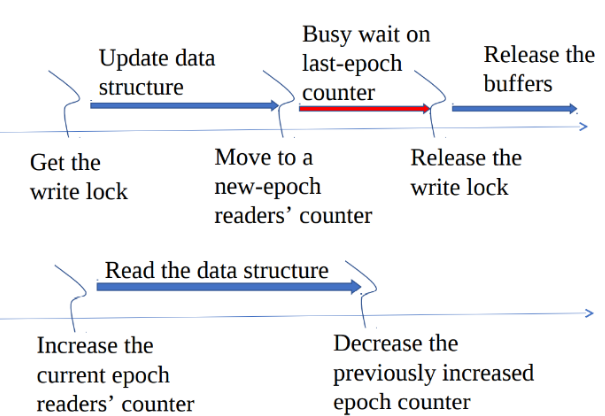 Update data
structure
Busy wait on
last-epoch
counter
Release the
buffers
Get the
write lock
Move to a
new-epoch
readers’ counter
Release the
write lock
Read the data structure
Increase the
current epoch
readers’ counter
Decrease the
previously increased
epoch counter